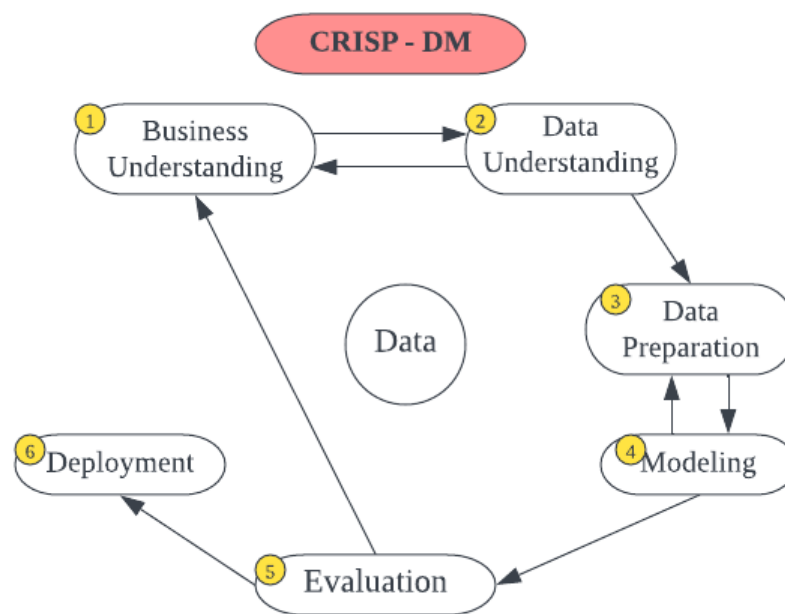 CRISP - DM
1
Business
Understanding
2
Data
Understanding
3
Data
Preparation
Data
4
Modeling
6
Deployment
5
Evaluation